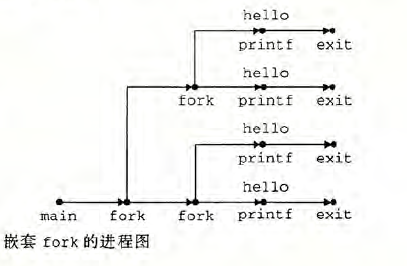 hello
printf exit
hello
fork printf exit
hello
printf exit
hello
main fork fork printf exit
嵌套 fork 的进程图